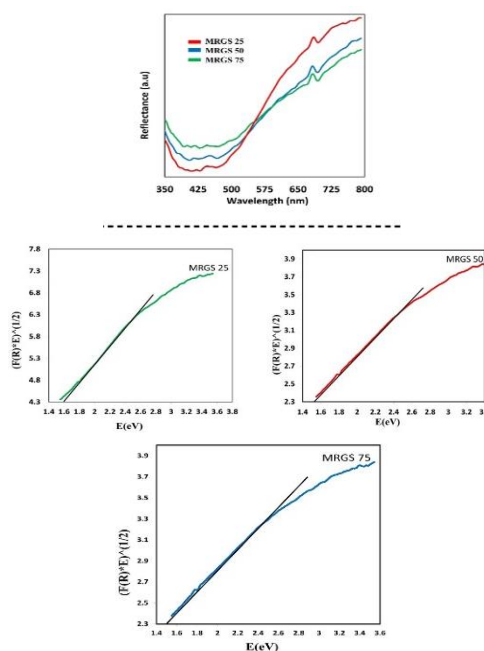 MRGS 25
MRGS 50
MRGS 75
Reflectance (a.u)
350 425 500 575 650 725 800
Wavelength (nm)
7.8
7.3
6.8
6.3
5.8
5.3
4.8
4.3
(F(R)*E)^(1/2)
MRGS 25
1.4 1.6 1.8 2 2.2 2.4 2.6 2.8 3 3.2 3.4 3.6 3.8
E(eV)
3.9
3.7
3.5
3.3
3.1
2.9
2.7
2.5
2.3
(F(R)*E)^(1/2)
MRGS 50
1.4 1.6 1.8 2 2.2 2.4 2.6 2.8 3 3.2 3.4
E(eV)
3.9
3.7
3.5
3.3
3.1
2.9
2.7
2.5
2.3
(F(R)*E)^(1/2)
MRGS 75
1.4 1.6 1.8 2 2.2 2.4 2.6 2.8 3 3.2 3.4 3.6
E(eV)